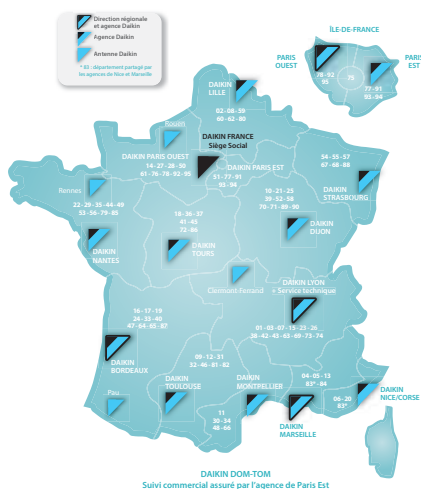 Direction régionale
et agence Daikin
Agence Daikin
Antenne Daikin
* 83 : département partagé par
les agences de Nice et Marseille
ÎLE-DE-FRANCE
PARIS
OUEST
PARIS
EST
78 - 92
95
75
77 - 91
93 - 94
DAIKIN
LILLE
02 - 08 - 59
60 - 62 - 80
Rouen
DAIKIN FRANCE
Siège Social
DAIKIN PARIS OUEST
14 - 27 - 28 - 50
61 - 76 - 78 - 92 - 95
DAIKIN PARIS EST
51 - 77 - 91
93 - 94
54 - 55 - 57
67 - 68 - 88
DAIKIN
STRASBOURG
Rennes
22 - 29 - 35 - 44 - 49
53 - 56 - 79 - 85
10 - 21 - 25
39 - 52 - 58
70 - 71 - 89 - 90
18 - 36 - 37
41 - 45
72 - 86
DAIKIN
DIJON
DAIKIN
NANTES
DAIKIN
TOURS
Clermont-Ferrand
DAIKIN LYON
+ Service technique
16 - 17 - 19
24 - 33 - 40
47 - 64 - 65 - 87
01 - 03 - 07 - 15 - 23 - 26
38 - 42 - 43 - 63 - 69 - 73 - 74
DAIKIN
BORDEAUX
09 - 12 - 31
32 - 46 - 81 - 82
04 - 05 - 13
83* - 84
Pau
DAIKIN
TOULOUSE
DAIKIN
MONTPELLIER
06 - 20
83*
DAIKIN
NICE/CORSE
11
30 - 34
48 - 66
DAIKIN
MARSEILLE
DAIKIN DOM-TOM
Suivi commercial assuré par l'agence de Paris Est